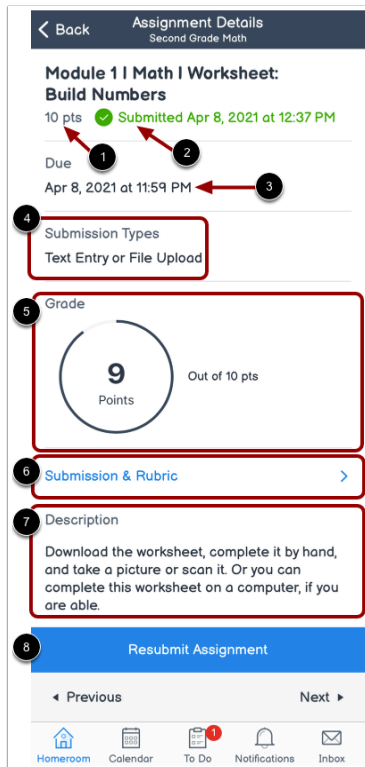 Back
Assignment Details
Second Grade Math
Module 1 | Math | Worksheet:
Build Numbers
10 pts Submitted Apr 8, 2021 at 12:37 PM
1
2
Due
Apr 8, 2021 at 11:59 PM
3
4
Submission Types
Text Entry or File Upload
5
Grade
9
Points
Out of 10 pts
6
Submission & Rubric
7
Description
Download the worksheet, complete it by hand,
and take a picture or scan it. Or you can
complete this worksheet on a computer, if you
are able.
8
Resubmit Assignment
Previous Next
1
Homeroom Calendar To Do Notifications Inbox